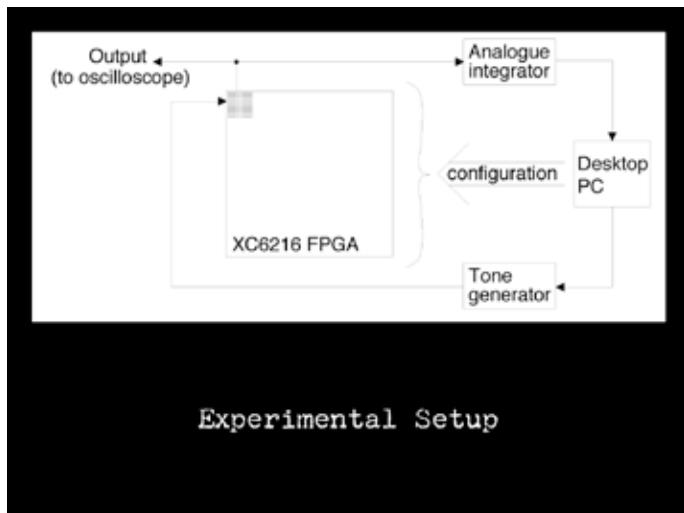 Output
(to oscilloscope)
Analogue
integrator
configuration
Desktop
PC
XC6216 FPGA
Tone
generator
Experimental Setup